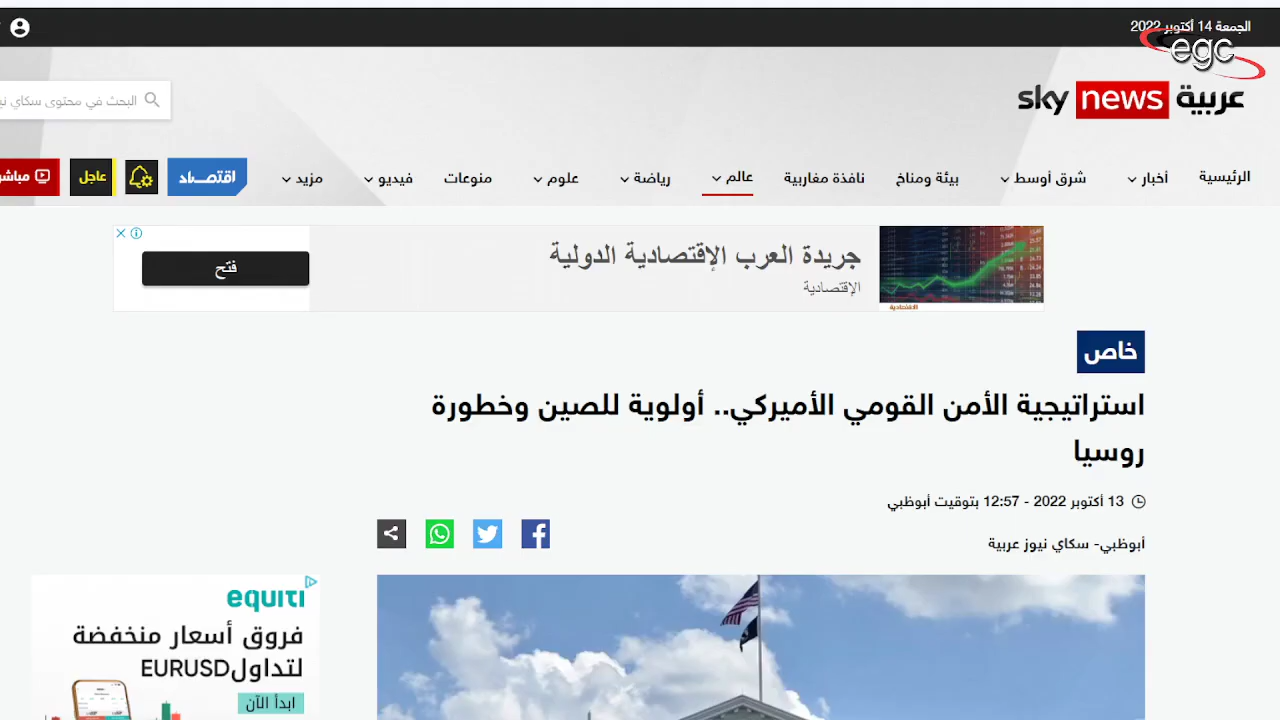 الجمعة 14 أكتوبر 2022
egc
sky news عربية
البحث في محتوى سكاي
الرئيسية
أخبار
شرق أوسط
بيئة ومناخ
نافذة مغاربية
عالم
رياضة
علوم
منوعات
فيديو
مزيد
اقتصاد
عاجل
مباشر
جريدة العرب الإقتصادية الدولية
الإقتصادية
فتح
الاقتصادية
خاص
استراتيجية الأمن القومي الأميركي.. أولوية للصين وخطورة
روسيا
13 أكتوبر 2022 - 12:57 بتوقيت أبوظبي
أبوظبي- سكاي نيوز عربية
equiti
فروق أسعار منخفضة
لتداول EURUSD
ابدأ الآن